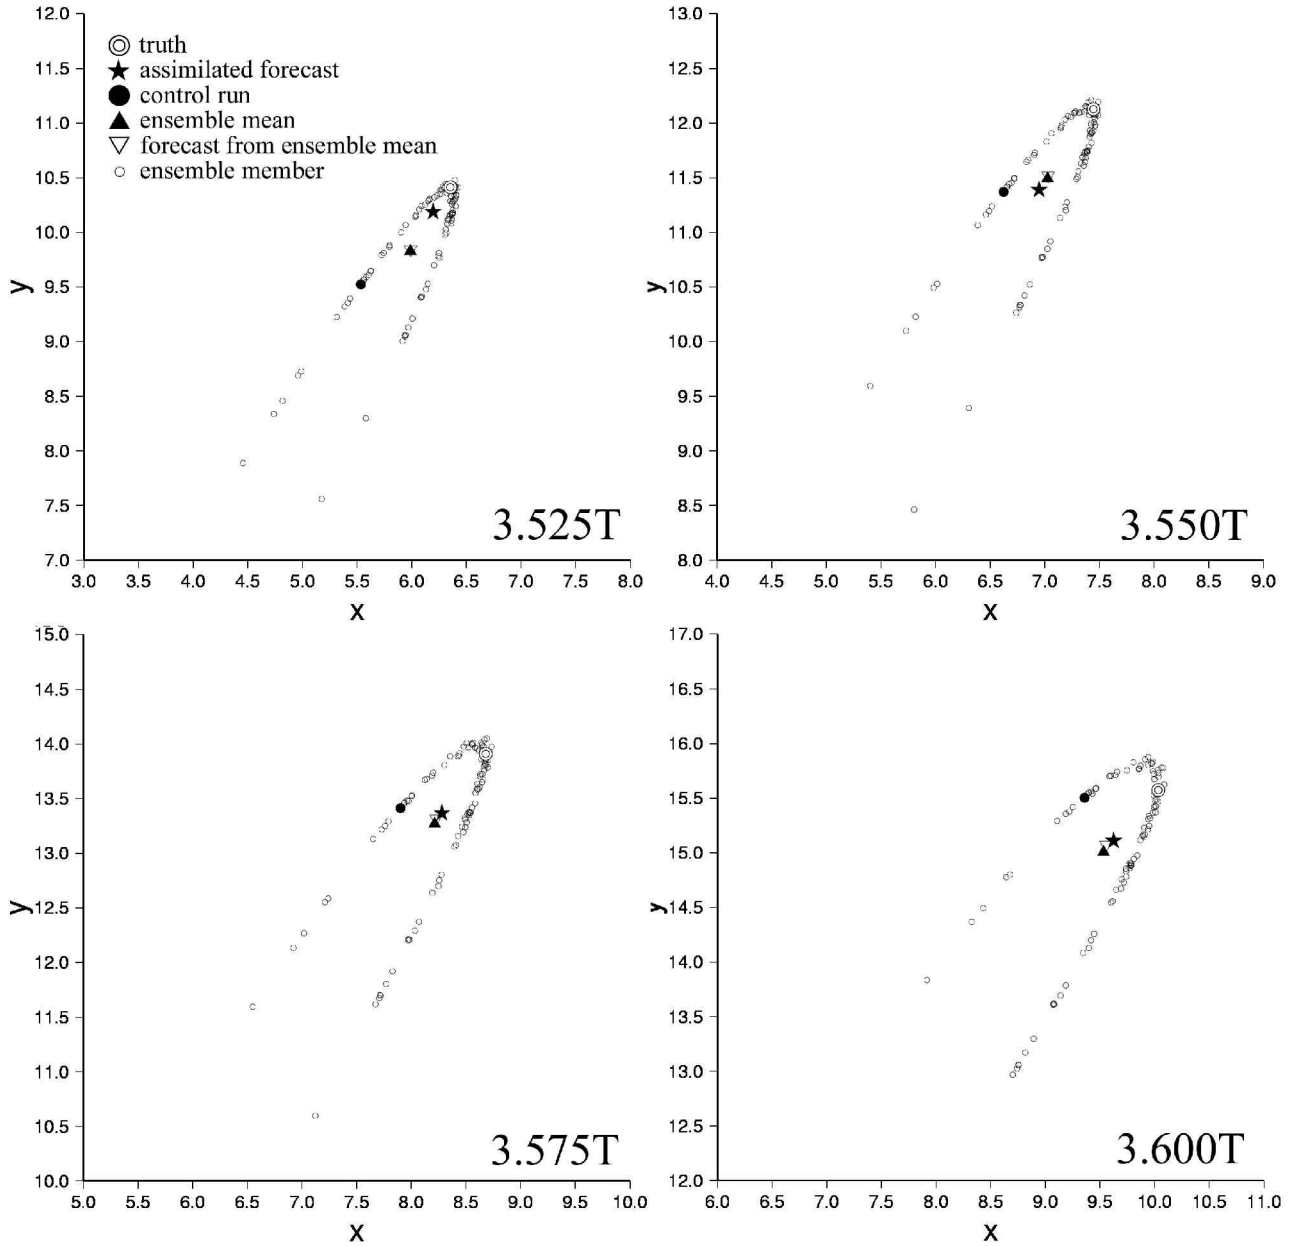 12.0
11.5
11.0
10.5
10.0
9.5
9.0
8.5
8.0
7.5
7.0
y
truth
assimilated forecast
control run
ensemble mean
forecast from ensemble mean
ensemble member
3.525T
3.0 3.5 4.0 4.5 5.0 5.5 6.0 6.5 7.0 7.5 8.0
x
13.0
12.5
12.0
11.5
11.0
10.5
10.0
9.5
9.0
8.5
8.0
y
3.550T
4.0 4.5 5.0 5.5 6.0 6.5 7.0 7.5 8.0 8.5 9.0
x
15.0
14.5
14.0
13.5
13.0
12.5
12.0
11.5
11.0
10.5
10.0
y
3.575T
5.0 5.5 6.0 6.5 7.0 7.5 8.0 8.5 9.0 9.5 10.0
x
17.0
16.5
16.0
15.5
15.0
14.5
14.0
13.5
13.0
12.5
12.0
y
3.600T
6.0 6.5 7.0 7.5 8.0 8.5 9.0 9.5 10.0 10.5 11.0
x